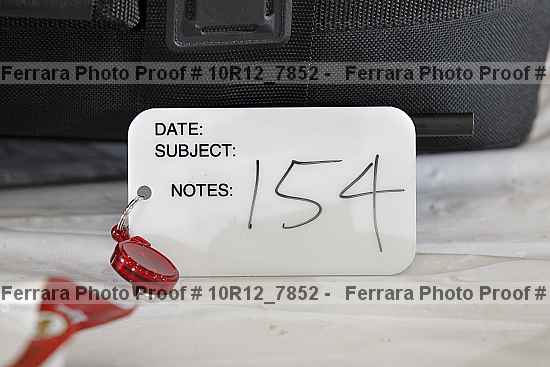 Ferrara Photo Proof # 10R12_7852 - Ferrara Photo Proof #
DATE:
SUBJECT:
NOTES: 154
Ferrara Photo Proof # 10R12_7852 - Ferrara Photo Proof #